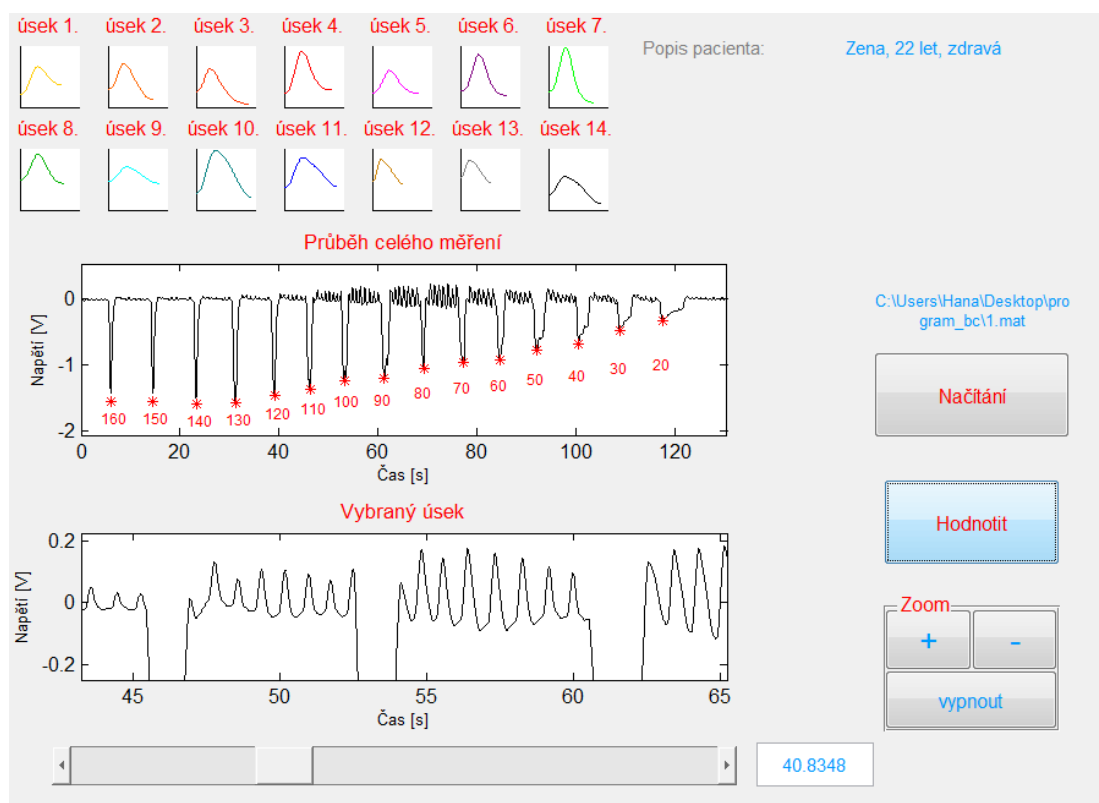 úsek 1. úsek 2. úsek 3. úsek 4. úsek 5. úsek 6. úsek 7.
Popis pacienta: Zena, 22 let, zdravá
úsek 8. úsek 9. úsek 10. úsek 11. úsek 12. úsek 13. úsek 14.
Průběh celého měření
Napětí [V]
0
-1
-2
160 150 140 130 120 110 100 90 80 70 60 50 40 30 20
0 20 40 60 80 100 120
Čas [s]
C:\Users\Hana\Desktop\pro
gram_bc\1.mat
Načítání
Vybraný úsek
Napětí [V]
0.2
0
-0.2
45 50 55 60 65
Čas [s]
Hodnotit
Zoom
+ -
vypnout
40.8348